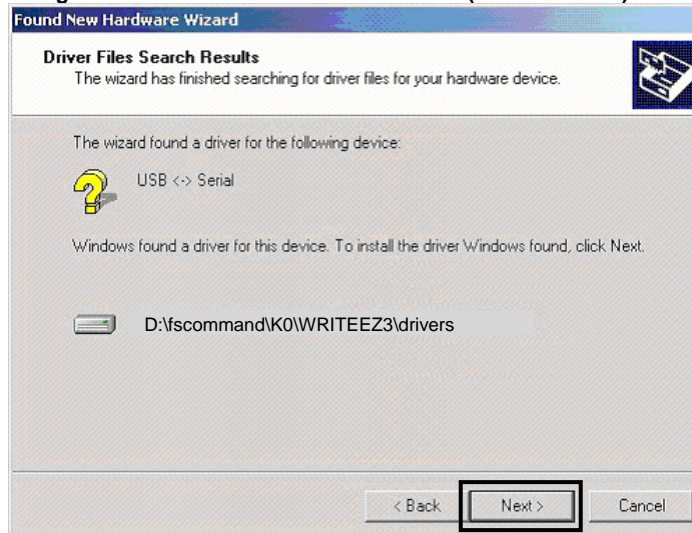 Found New Hardware Wizard
Driver Files Search Results
The wizard has finished searching for driver files for your hardware device.
The wizard found a driver for the following device:
USB <-> Serial
Windows found a driver for this device. To install the driver Windows found, click Next.
D:\fscommand\K0\WRITEEZ3\drivers
< Back Next > Cancel